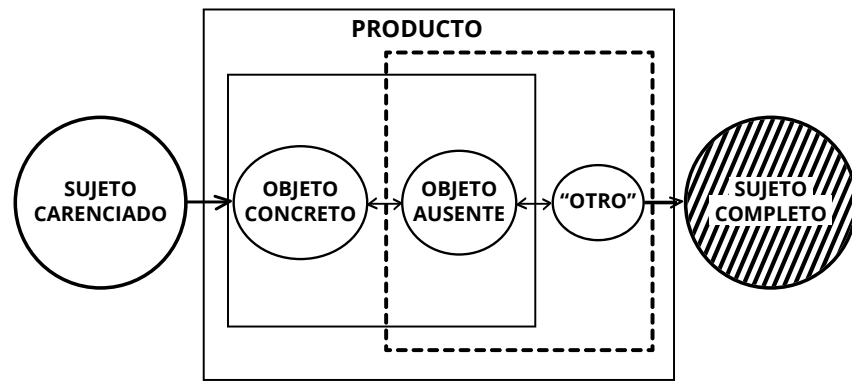 PRODUCTO
SUJETO
CARENCIADO
OBJETO
CONCRETO
OBJETO
AUSENTE
“OTRO”
SUJETO
COMPLETO